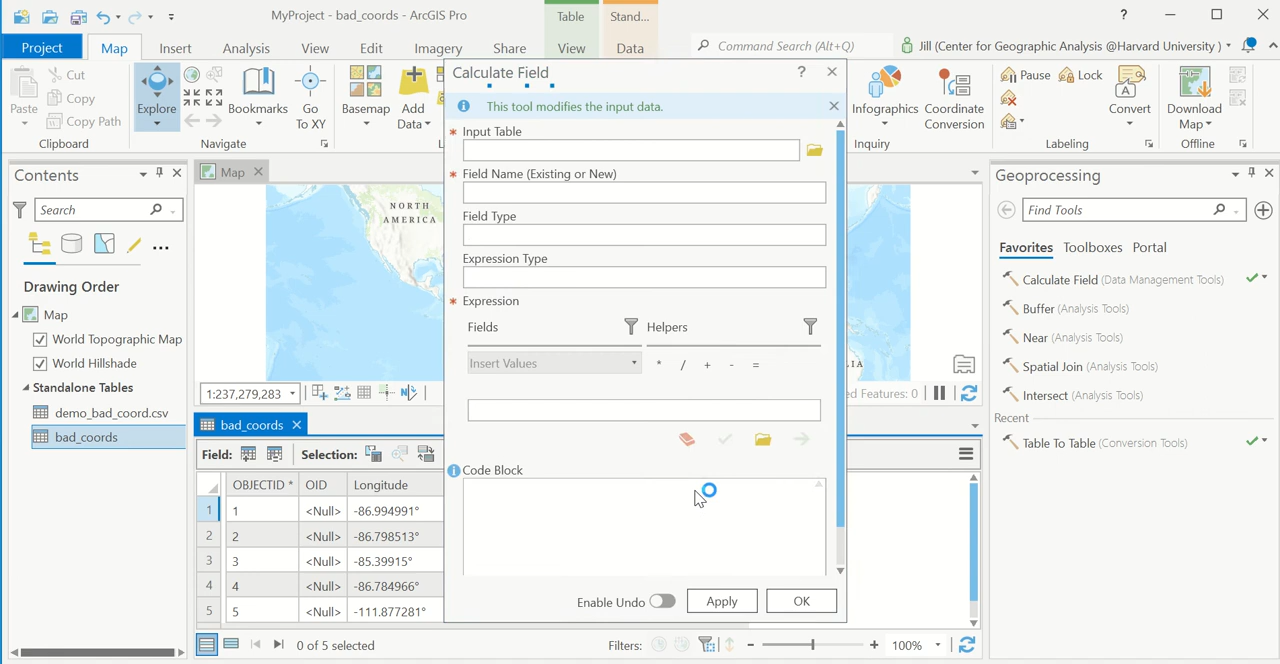 MyProject - bad_coords - ArcGIS Pro
Table
Stand...
?
Project
Map
Insert
Analysis
View
Edit
Imagery
Share
View
Data
Command Search (Alt+Q)
Jill (Center for Geographic Analysis @Harvard University )
Paste
Cut
Copy
Copy Path
Clipboard
Explore
Bookmarks
Go
To XY
Navigate
Basemap
Add
Data
Infographics
Coordinate
Conversion
Inquiry
Pause
Lock
Convert
Labeling
Download
Map
Offline
Contents
Search
Drawing Order
Map
World Topographic Map
World Hillshade
Standalone Tables
demo_bad_coord.csv
bad_coords
Map
NORTH
AMERICA
1:237,279,283
bad_coords
Field:
Selection:
OBJECTID *
OID
Longitude
1
1
<Null>
-86.994991°
2
2
<Null>
-86.798513°
3
3
<Null>
-85.39915°
4
4
<Null>
-86.784966°
5
5
<Null>
-111.877281°
0 of 5 selected
Filters:
-
+
100%
Calculate Field
?
This tool modifies the input data.
* Input Table
* Field Name (Existing or New)
Field Type
Expression Type
* Expression
Fields
Helpers
Insert Values
* / + - =
Code Block
Enable Undo
Apply
OK
Geoprocessing
Find Tools
Favorites
Toolboxes
Portal
Calculate Field (Data Management Tools)
Buffer (Analysis Tools)
Near (Analysis Tools)
Spatial Join (Analysis Tools)
Intersect (Analysis Tools)
Recent
Table To Table (Conversion Tools)